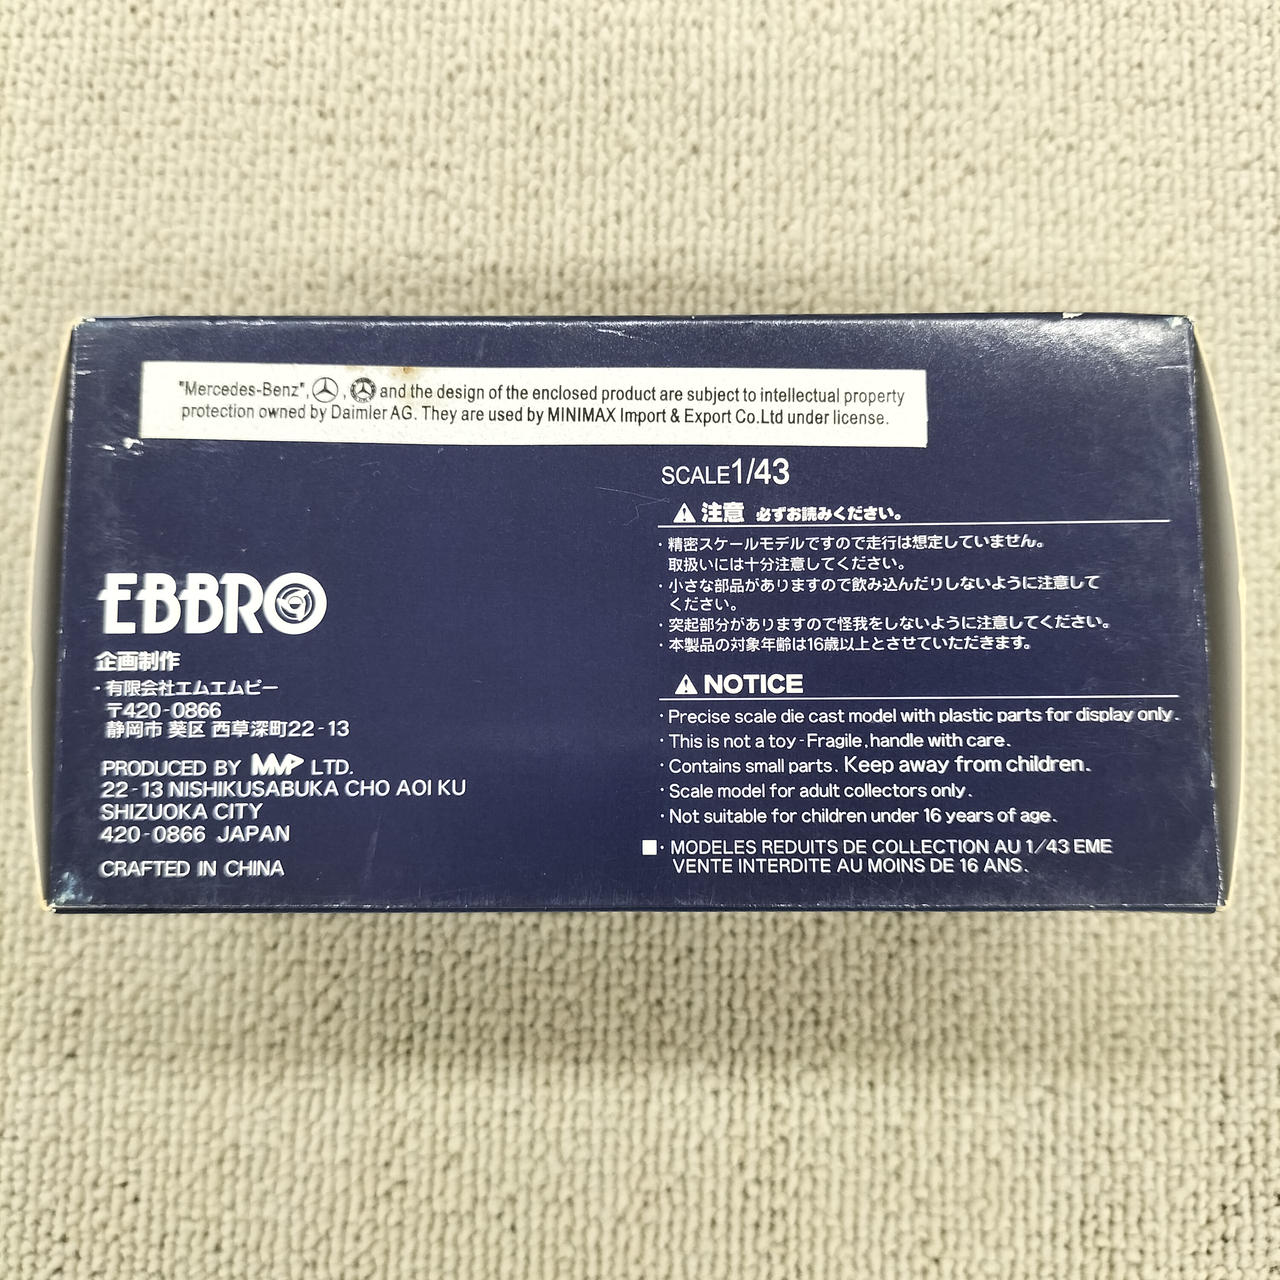 "Mercedes-Benz", , and the design of the enclosed product are subject to intellectual property
protection owned by Daimler AG. They are used by MINIMAX Import & Export Co.Ltd under license.
SCALE1/43
注意 必ずお読みください。
・精密スケールモデルですので走行は想定していません。
取扱いには十分注意してください。
・小さな部品がありますので飲み込んだりしないように注意して
ください。
・突起部分がありますので怪我をしないように注意してください。
・本製品の対象年齢は16歳以上とさせていただきます。
EBBRO
企画制作
・有限会社エムエムピー
〒420-0866
静岡市 葵区 西草深町22-13
PRODUCED BY MMP LTD.
22-13 NISHIKUSABUKA CHO AOI KU
SHIZUOKA CITY
420-0866 JAPAN
CRAFTED IN CHINA
NOTICE
・Precise scale die cast model with plastic parts for display only.
・This is not a toy-Fragile,handle with care.
・Contains small parts. Keep away from children.
・Scale model for adult collectors only.
・Not suitable for children under 16 years of age.
■・MODELES REDUITS DE COLLECTION AU 1/43 EME
VENTE INTERDITE AU MOINS DE 16 ANS.